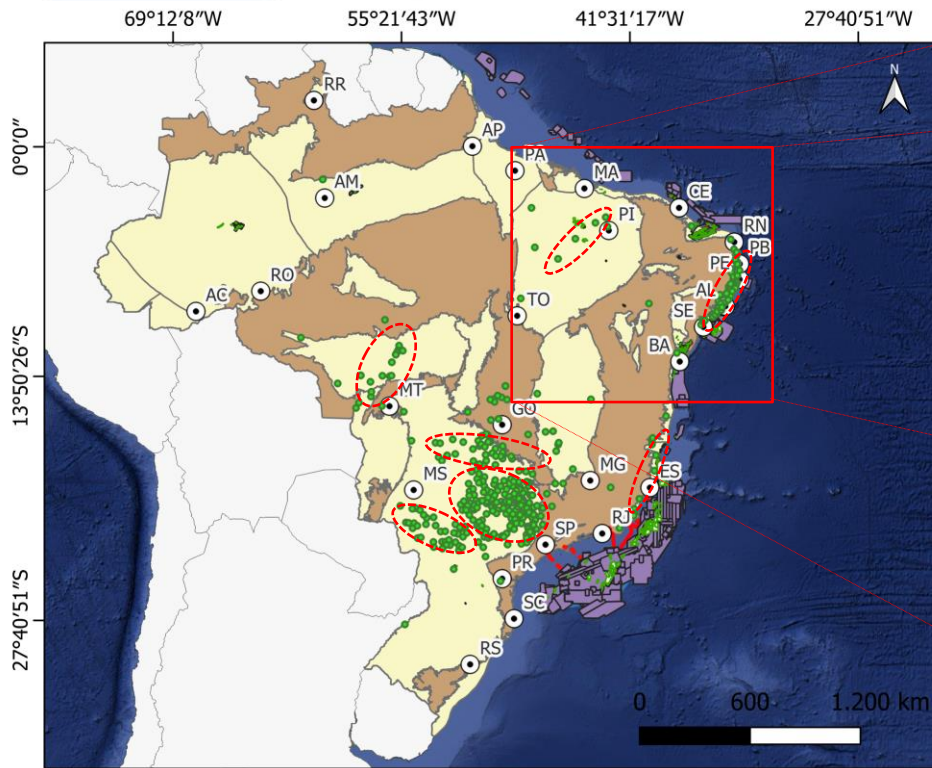 69°12′8″W 55°21′43″W 41°31′17″W 27°40′51″W
N
0°0′0″
13°50′26″S
27°40′51″S
RR
AP
PA
AM
MA
CE
PI
RN
PB
PE
RO
AC
TO
AL
SE
BA
MT
GO
MS
MG
ES
SP
RJ
PR
SC
RS
0 600 1.200 km